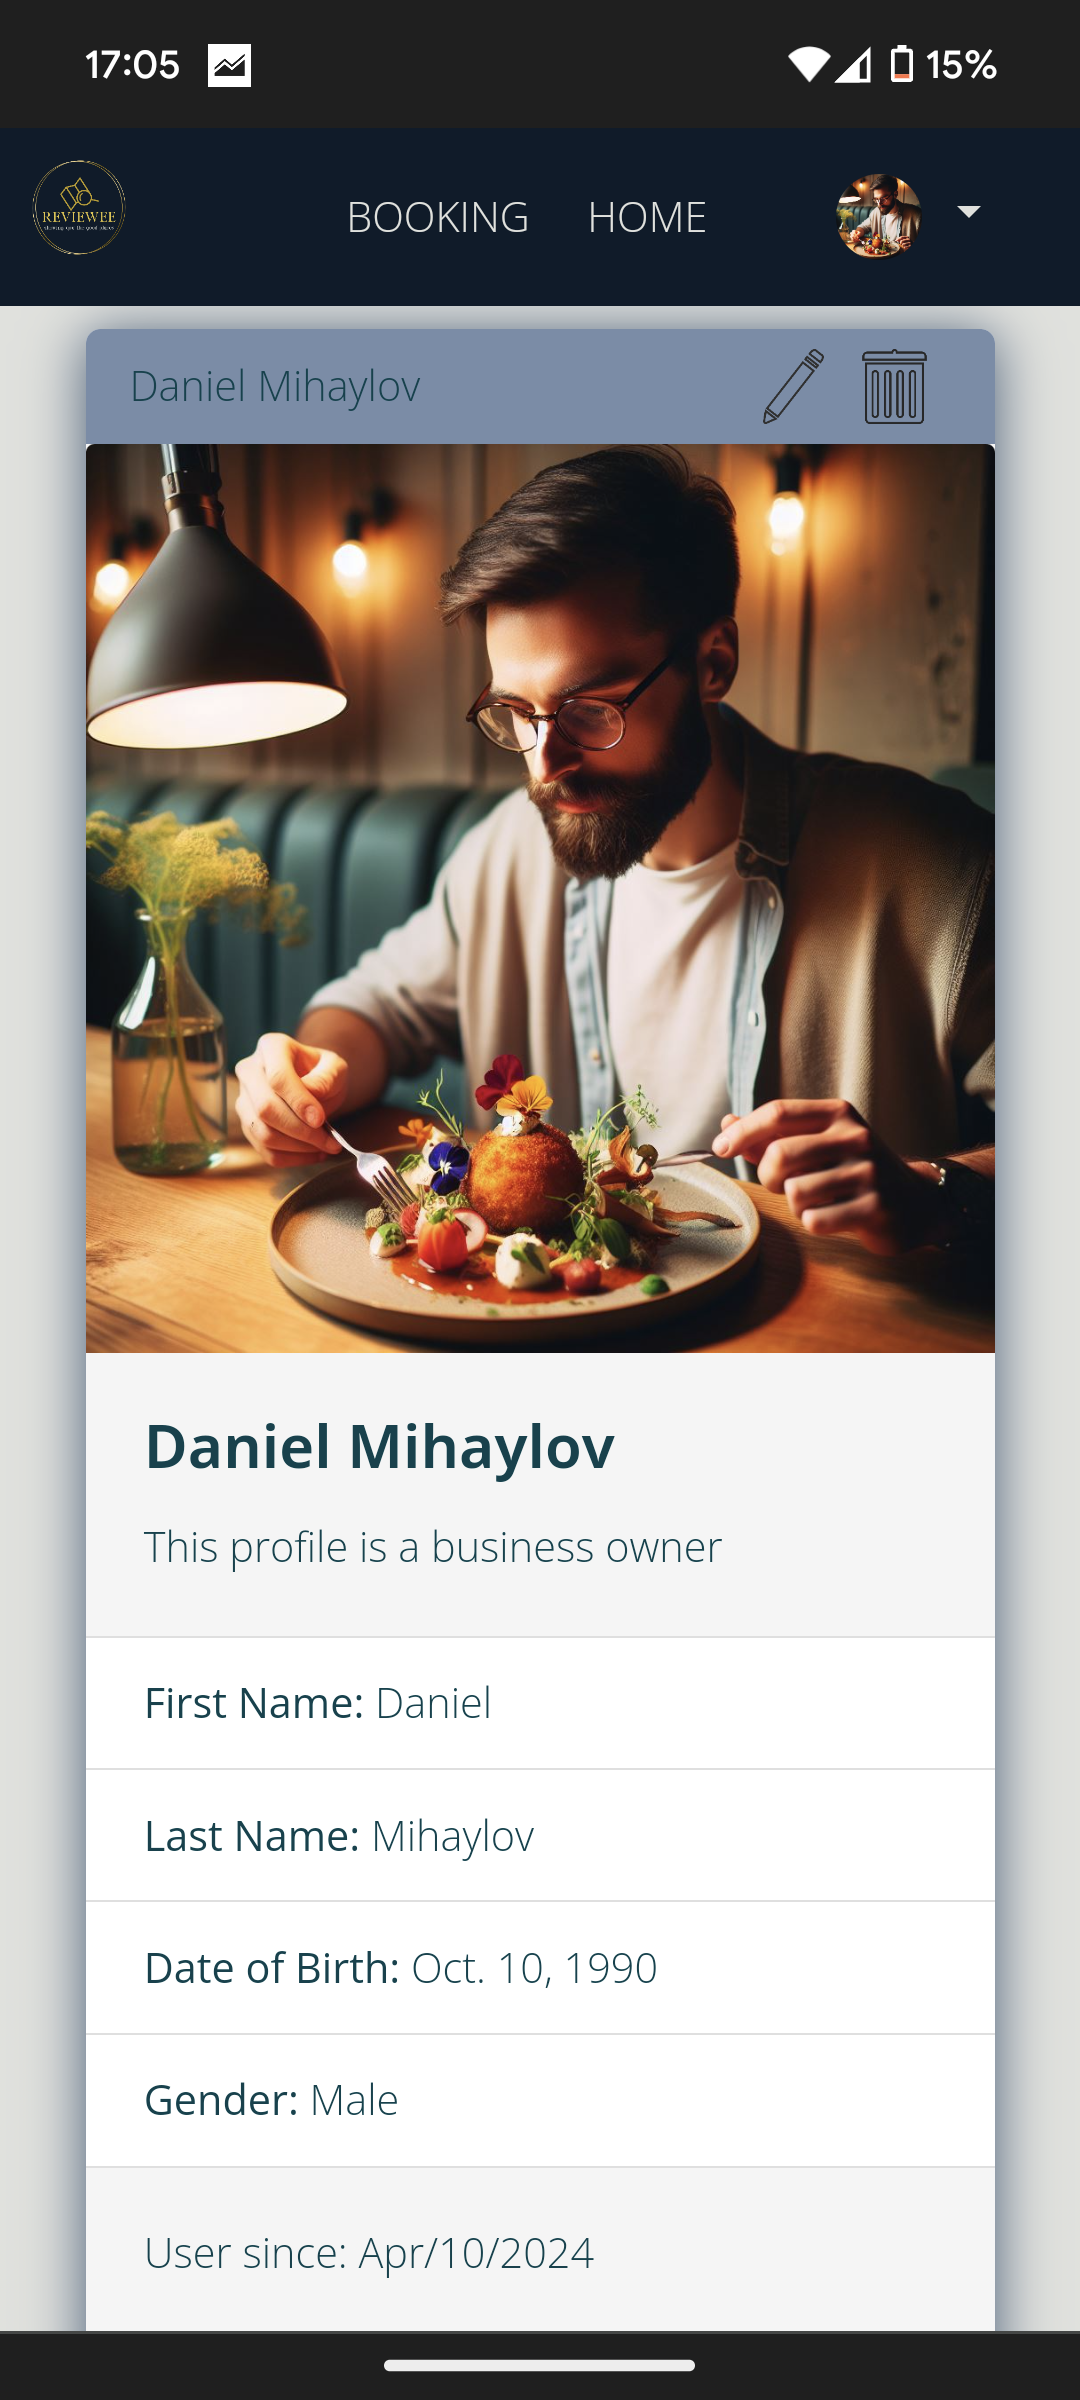 17:05
15%
REVIEWEE
BOOKING
HOME
Daniel Mihaylov
Daniel Mihaylov
This profile is a business owner
First Name: Daniel
Last Name: Mihaylov
Date of Birth: Oct. 10, 1990
Gender: Male
User since: Apr/10/2024